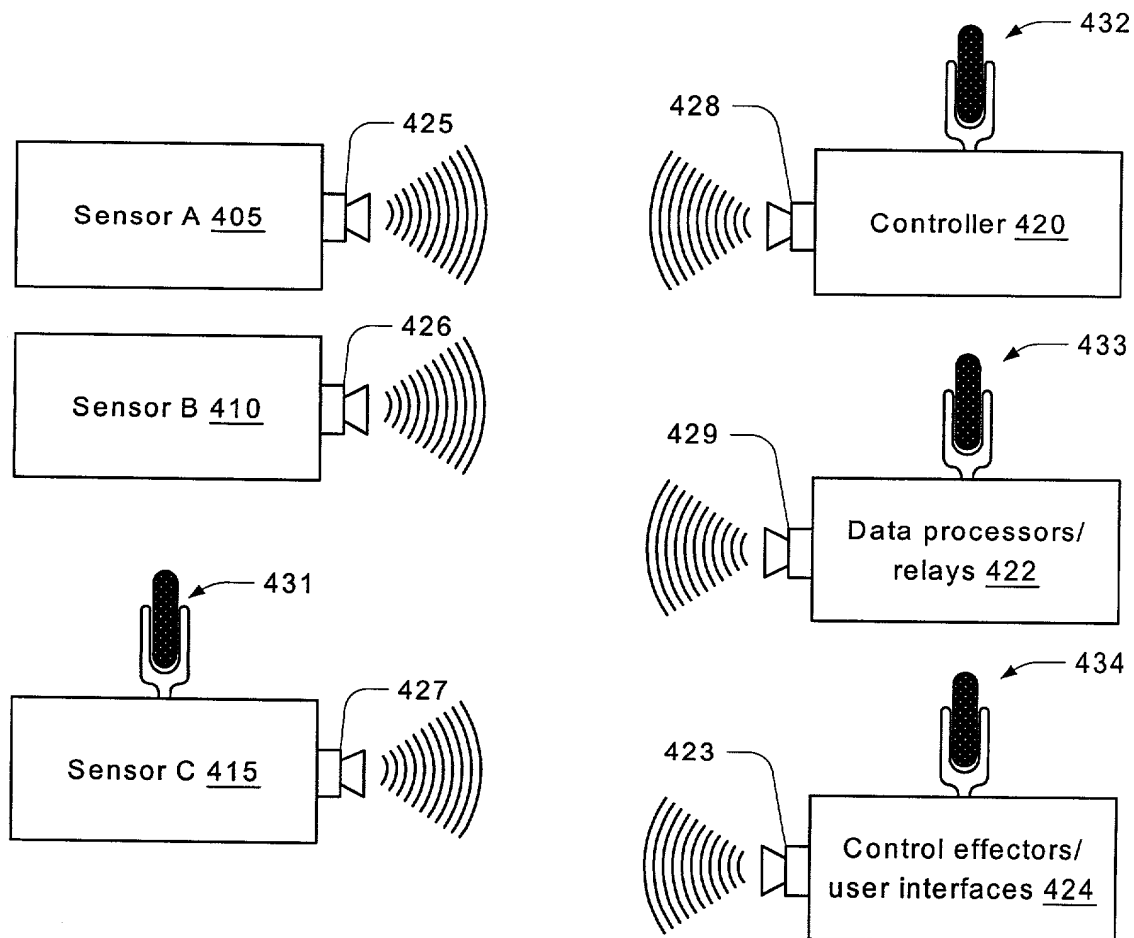 432
425
428
Sensor A 405
Controller 420
426
433
Sensor B 410
429
Data processors/
relays 422
431
434
427
Sensor C 415
423
Control effectors/
user interfaces 424